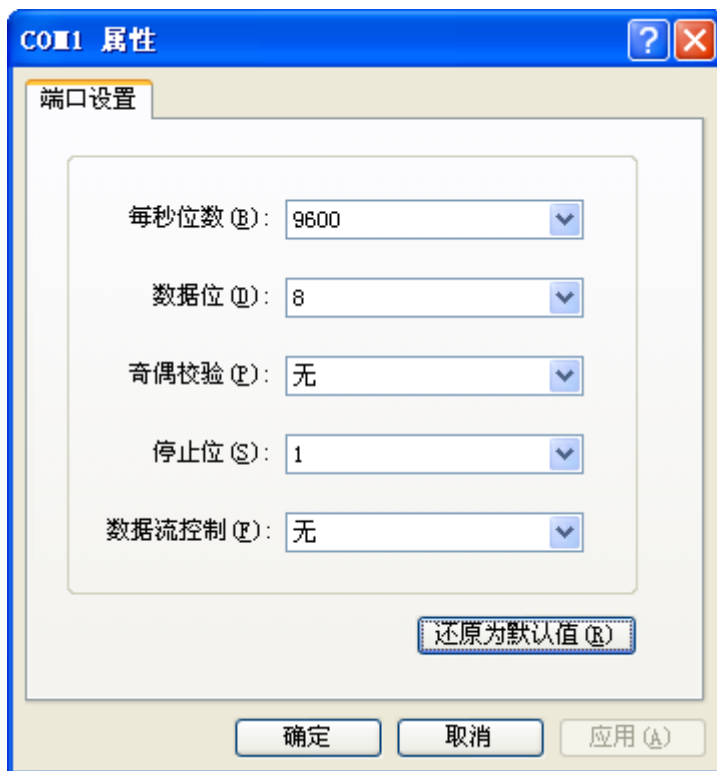 COM1 属性
端口设置
每秒位数(B): 9600
数据位(D): 8
奇偶校验(P): 无
停止位(S): 1
数据流控制(F): 无
还原为默认值(R)
确定 取消 应用(A)